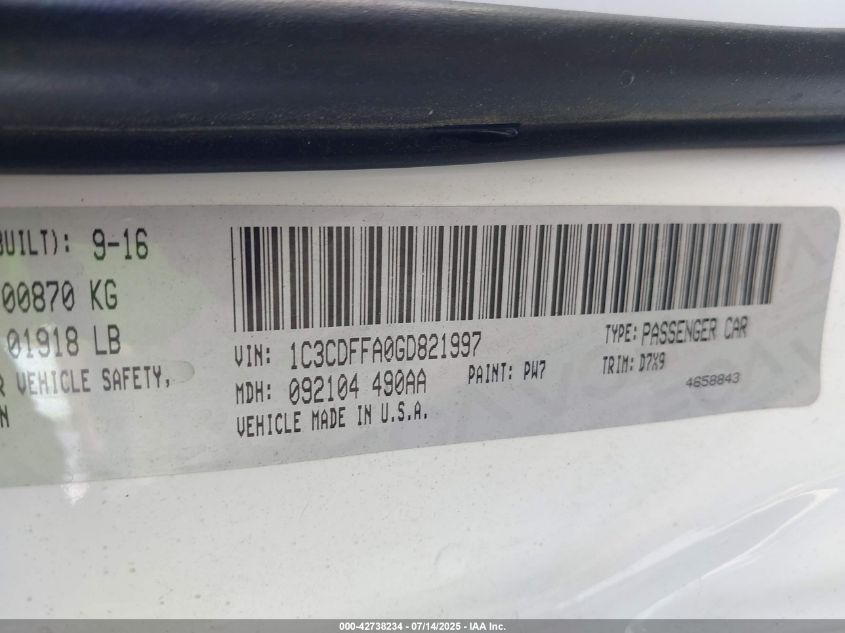 BUILT): 9-16
00870 KG
01918 LB
R VEHICLE SAFETY,
N
VIN: 1C3CDFFA0GD821997
TYPE: PASSENGER CAR
MDH: 092104 490AA
PAINT: PW7
TRIM: D7X9
VEHICLE MADE IN U.S.A.
4658843
000-42738234 - 07/14/2025 - IAA Inc.